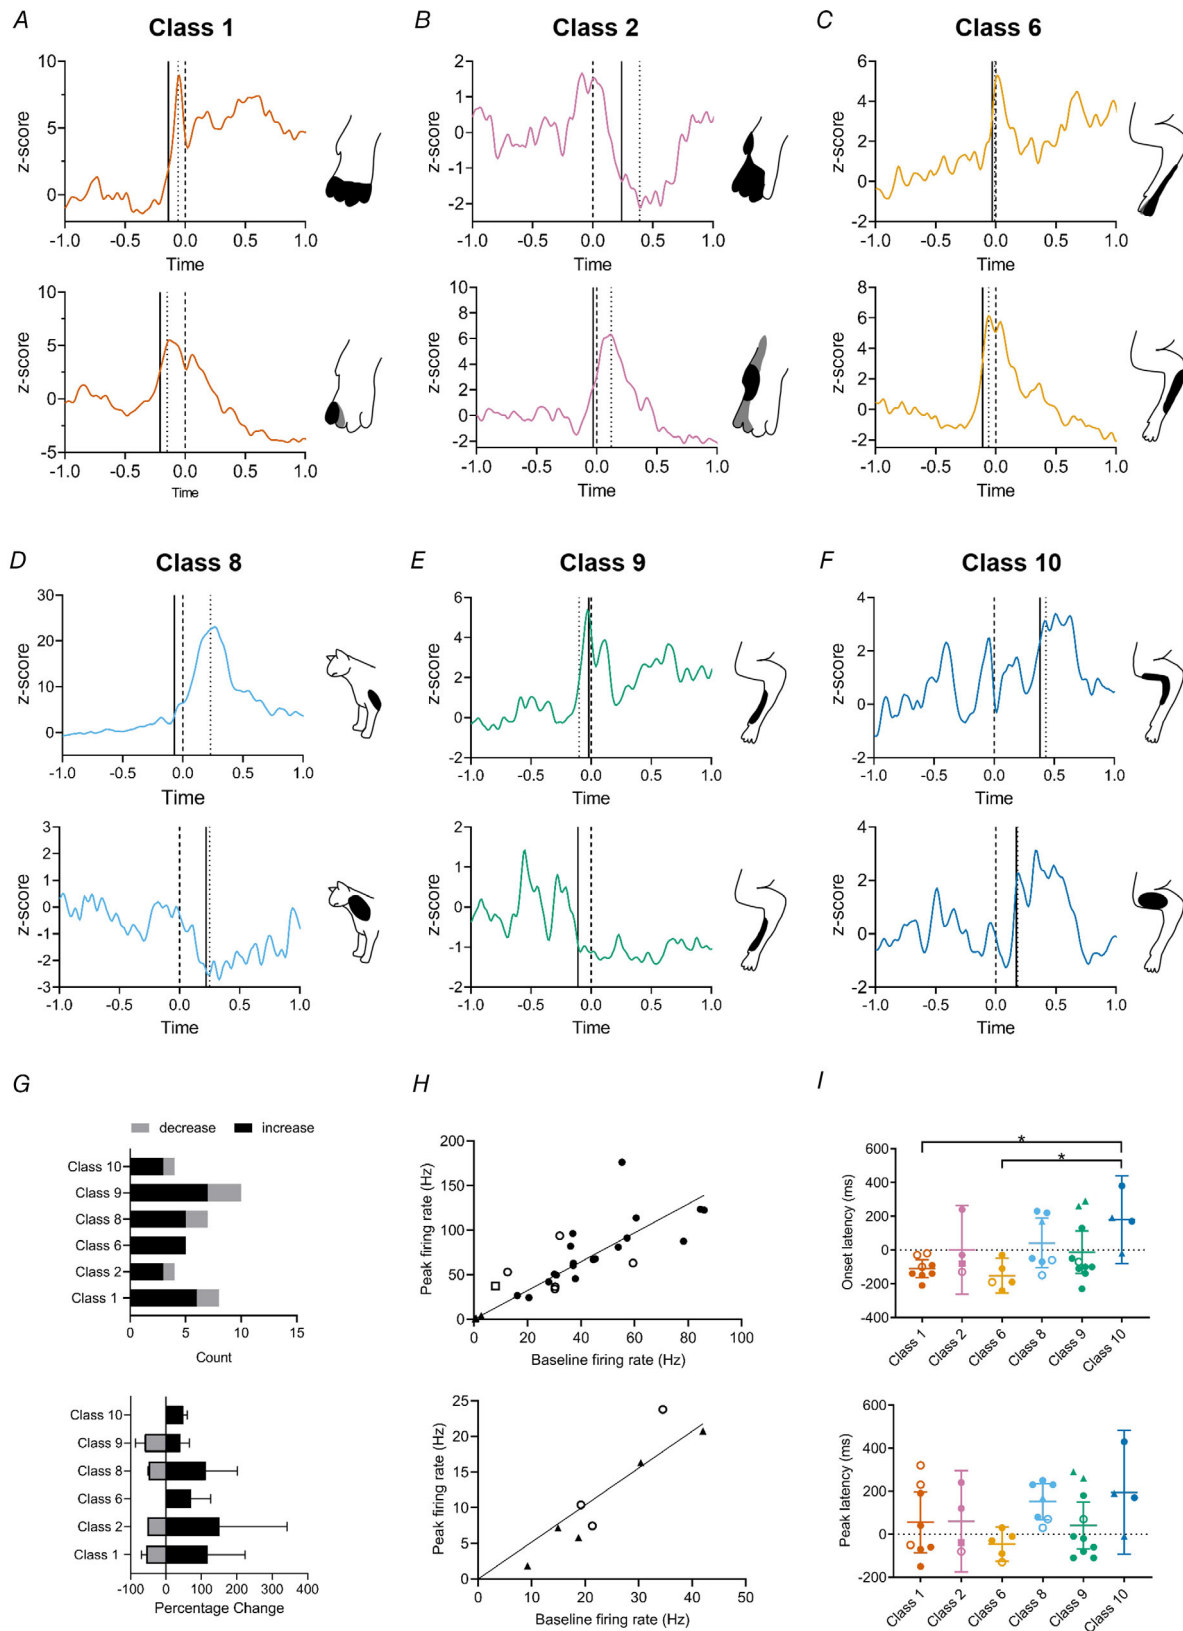 A Class 1
B Class 2
C Class 6
10
5
0
z-score
-1.0 -0.5 0.0 0.5 1.0
Time
2
1
0
-1
-2
z-score
-1.0 -0.5 0.0 0.5 1.0
Time
6
4
2
0
-2
z-score
-1.0 -0.5 0.0 0.5 1.0
Time
10
5
0
-5
z-score
-1.0 -0.5 0.0 0.5 1.0
Time
8
6
4
2
0
-2
z-score
-1.0 -0.5 0.0 0.5 1.0
Time
8
6
4
2
0
-2
z-score
-1.0 -0.5 0.0 0.5 1.0
Time
D Class 8
E Class 9
F Class 10
30
20
10
0
z-score
-1.0 -0.5 0.0 0.5 1.0
Time
6
4
2
0
-2
z-score
-1.0 -0.5 0.0 0.5 1.0
Time
4
2
0
-2
z-score
-1.0 -0.5 0.0 0.5 1.0
Time
3
2
1
0
-1
-2
-3
z-score
-1.0 -0.5 0.0 0.5 1.0
Time
2
1
0
-1
-2
z-score
-1.0 -0.5 0.0 0.5 1.0
Time
4
2
0
-2
z-score
-1.0 -0.5 0.0 0.5 1.0
Time
G
decrease increase
Class 10
Class 9
Class 8
Class 6
Class 2
Class 1
0 5 10 15
Count
Class 10
Class 9
Class 8
Class 6
Class 2
Class 1
-100 0 100 200 300 400
Percentage Change
H
200
150
100
50
0
Peak firing rate (Hz)
0 20 40 60 80 100
Baseline firing rate (Hz)
25
20
15
10
5
0
Peak firing rate (Hz)
0 10 20 30 40 50
Baseline firing rate (Hz)
I
* *
600
400
200
0
-200
-400
Onset latency (ms)
Class 1 Class 2 Class 6 Class 8 Class 9 Class 10
600
400
200
0
-200
Peak latency (ms)
Class 1 Class 2 Class 6 Class 8 Class 9 Class 10